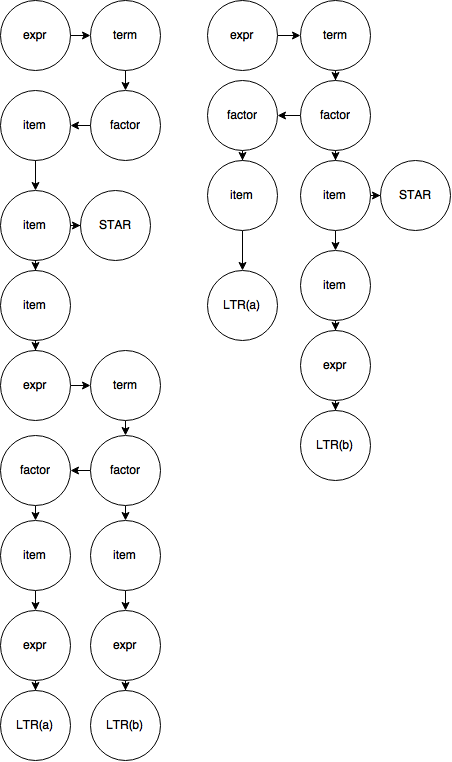 expr
term
expr
term
item
factor
factor
factor
item
STAR
item
item
STAR
item
item
LTR(a)
expr
term
expr
factor
factor
LTR(b)
item
item
expr
expr
LTR(a)
LTR(b)